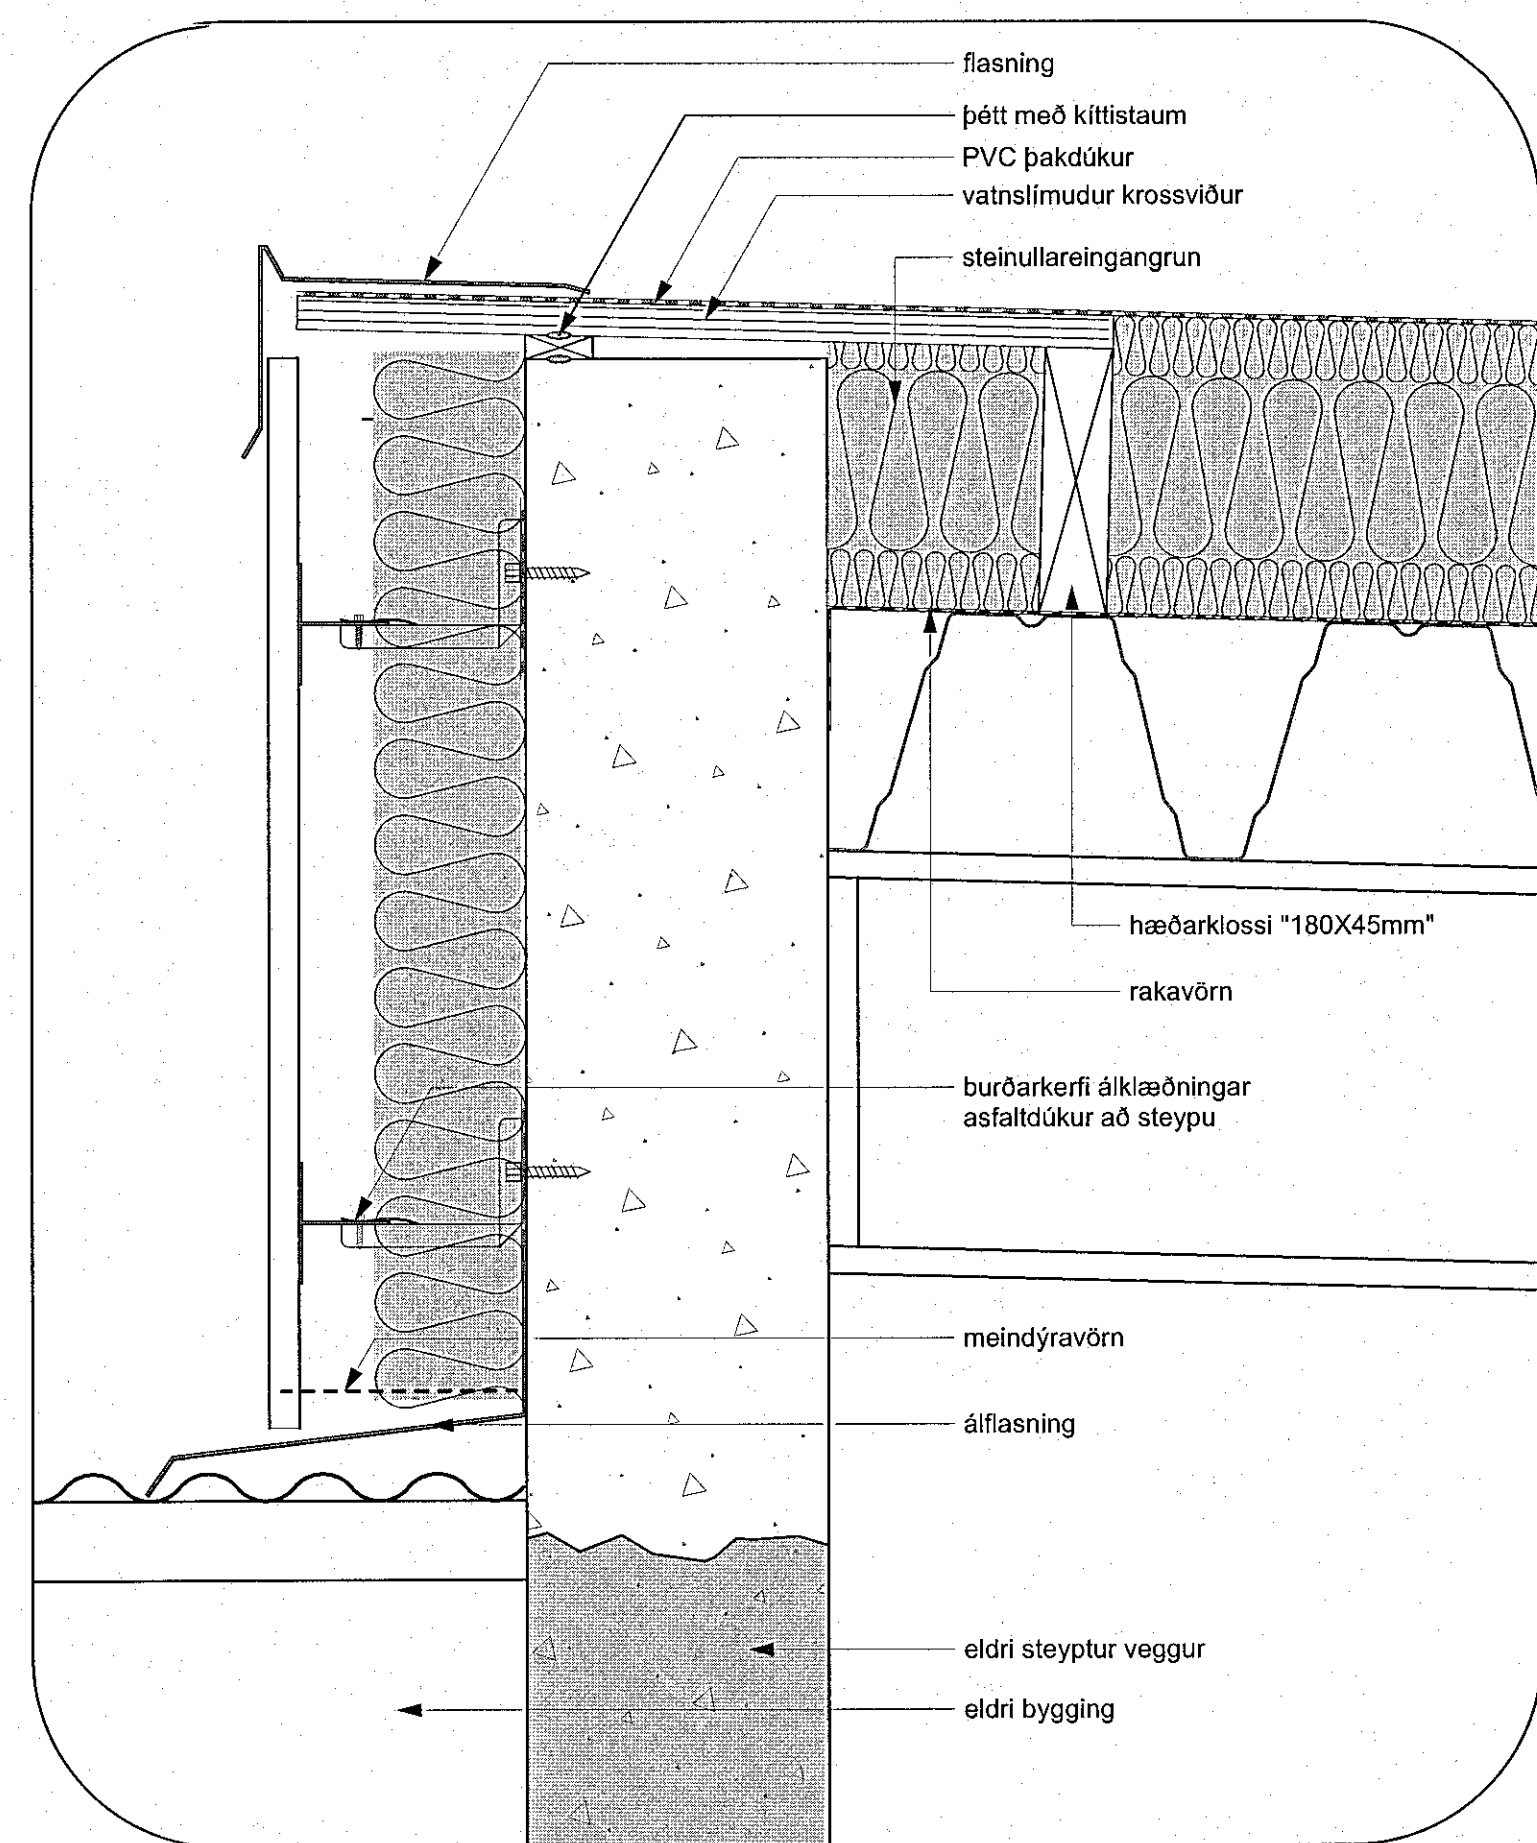 flasning
þétt með kíttistaum
PVC þakdúkur
vatnslímudur krossviður
steinullareingangrun
hæðarklossi "180X45mm"
rakavörn
burðarkerfi álklæðningar
asfaltdúkur að steypu
meindýravörn
álflasning
eldri steyptur veggur
eldri bygging